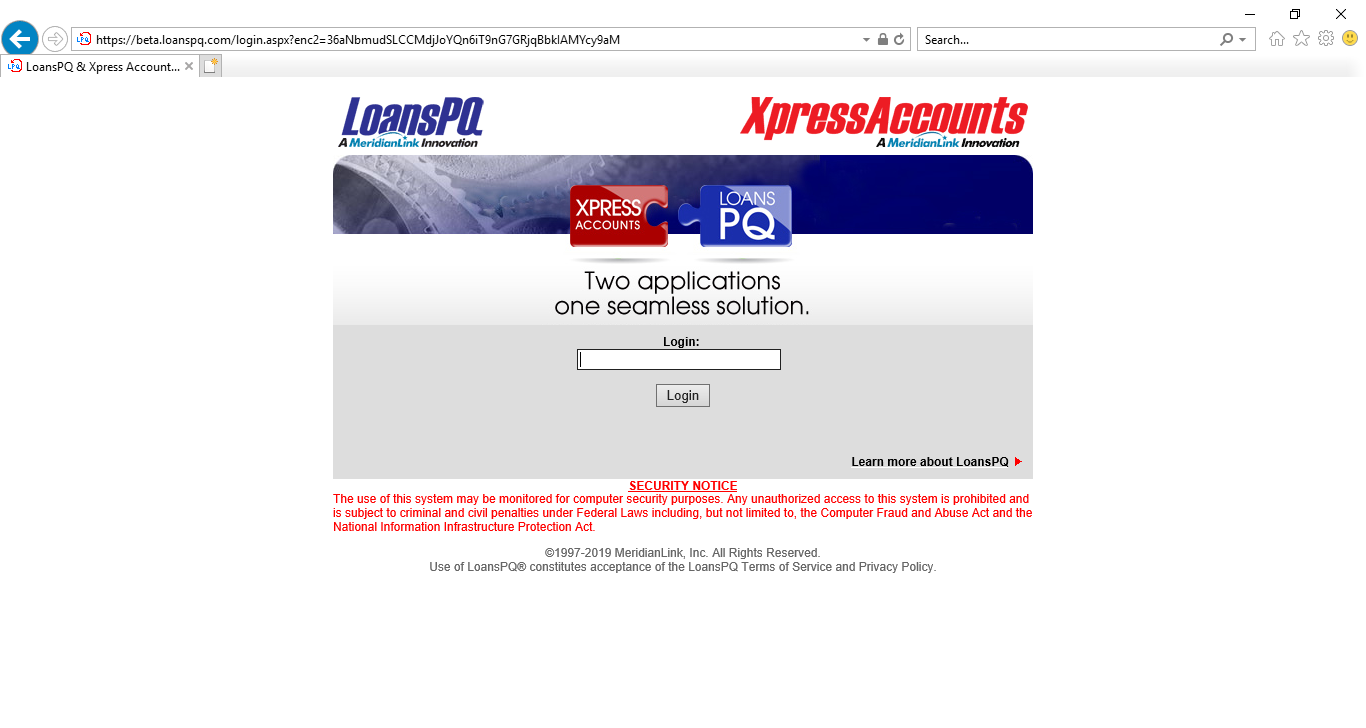 https://beta.loanspq.com/login.aspx?enc2=36aNbmudSLCCMdjJoYQn6iT9nG7GRjqBbkIAMYcy9aM
Search...
LPQ LoansPQ & Xpress Account...
LoansPQ
A MeridianLink Innovation
XpressAccounts
A MeridianLink Innovation
XPRESS
ACCOUNTS
LOANS
PQ
Two applications
one seamless solution.
Login:
Login
Learn more about LoansPQ
SECURITY NOTICE
The use of this system may be monitored for computer security purposes. Any unauthorized access to this system is prohibited and
is subject to criminal and civil penalties under Federal Laws including, but not limited to, the Computer Fraud and Abuse Act and the
National Information Infrastructure Protection Act.
©1997-2019 MeridianLink, Inc. All Rights Reserved.
Use of LoansPQ® constitutes acceptance of the LoansPQ Terms of Service and Privacy Policy.